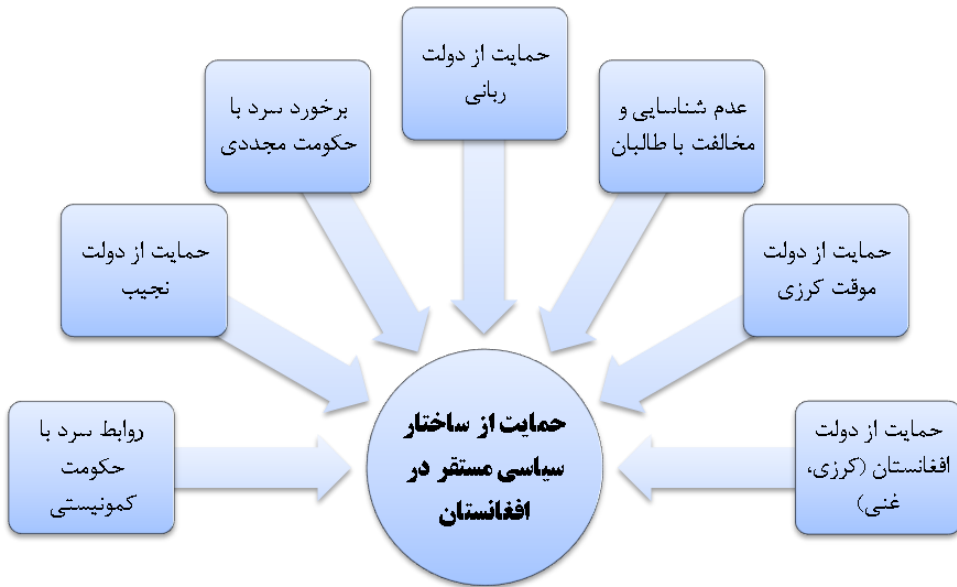 حمایت از دولت
ربانی
برخورد سرد با
حکومت مجددی
عدم شناسایی و
مخالفت با طالبان
حمایت از دولت
نجیب
حمایت از دولت
موقت کرزی
روابط سرد با
حکومت
کمونیستی
حمایت از ساختار
سیاسی مستقر در
افغانستان
حمایت از دولت
افغانستان (کرزی،
غنی)